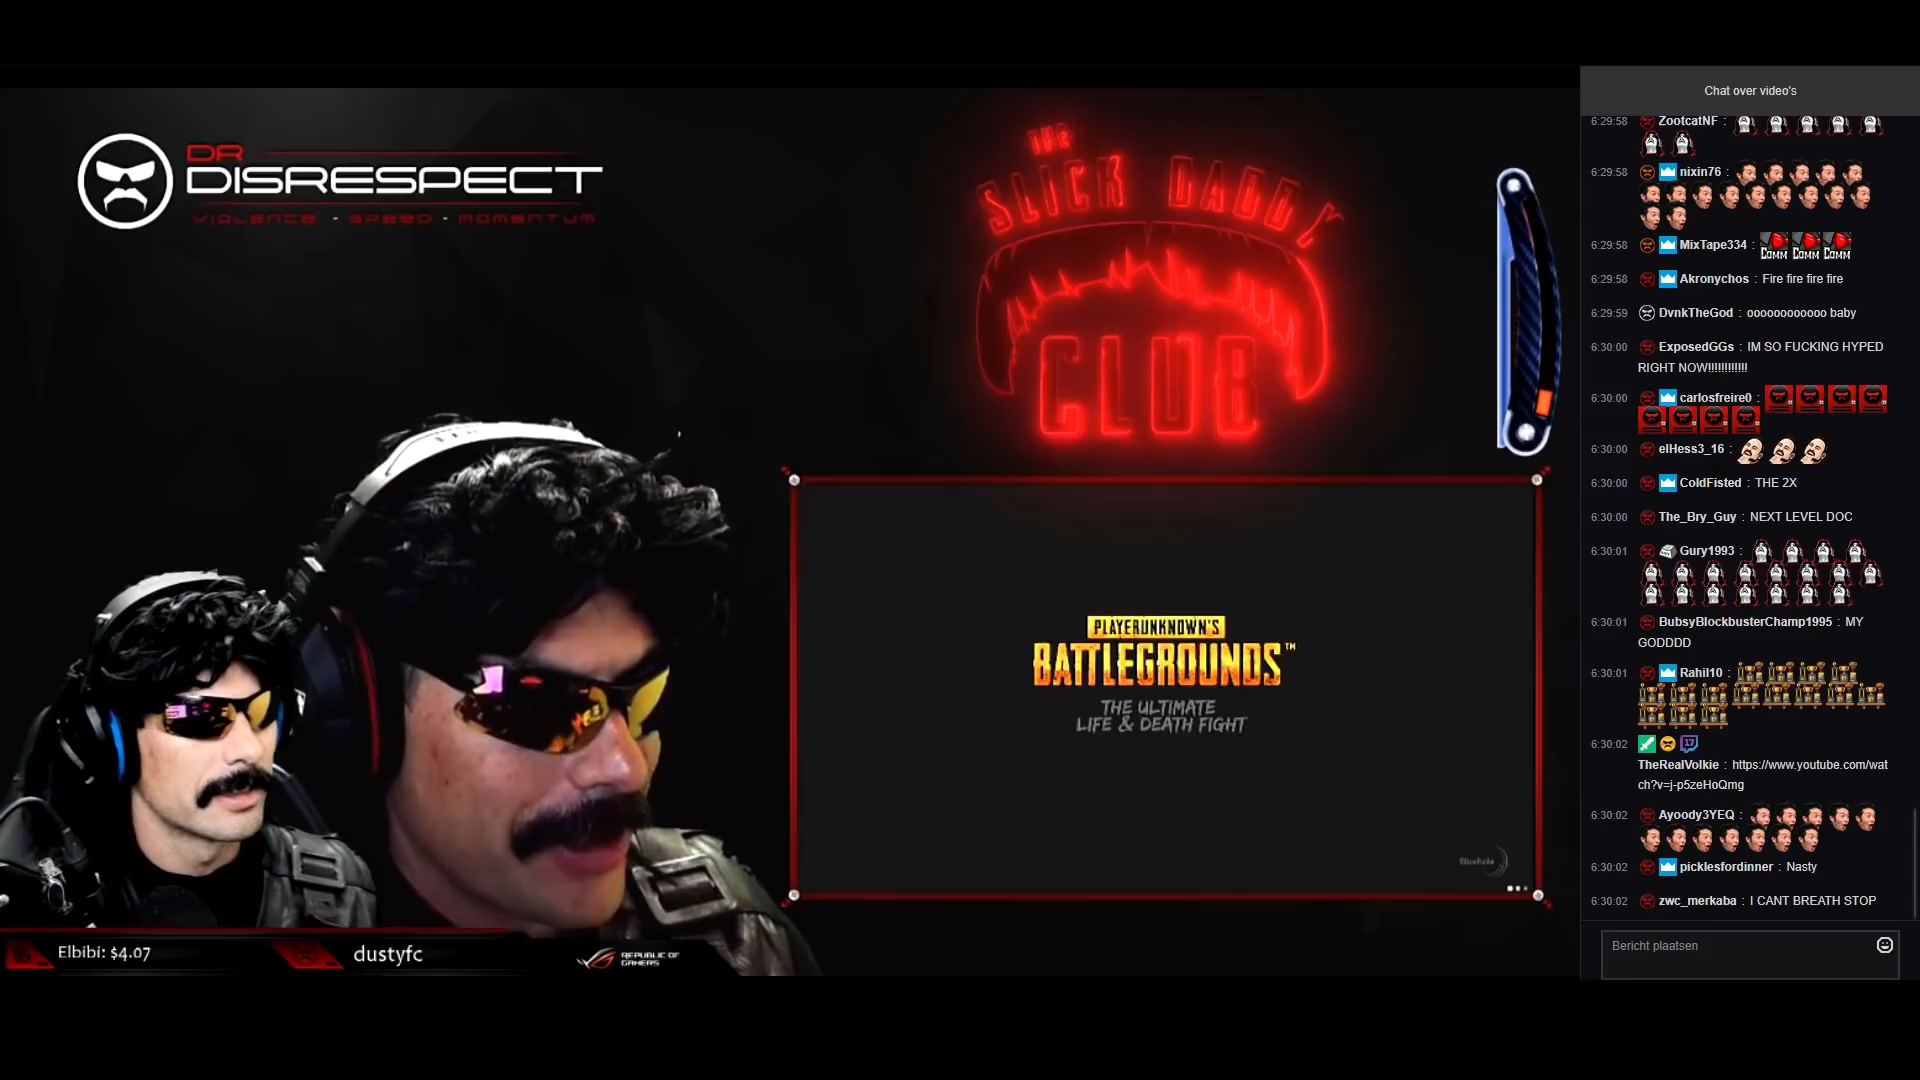 DR
DISRESPECT
VIOLENCE - SPEED - MOMENTUM
THE
SLICK DADDY
CLUB
PLAYERUNKNOWN'S
BATTLEGROUNDS™
THE ULTIMATE
LIFE & DEATH FIGHT
Bluehole
Elbibi: $4.07
dustyfc
REPUBLIC OF
GAMERS
Chat over video's
6:29:58 ZootcatNF :
6:29:58 nixin76 :
6:29:58 MixTape334 : COMM COMM COMM
6:29:58 Akronychos : Fire fire fire fire
6:29:59 DvnkTheGod : oooooooooooo baby
6:30:00 ExposedGGs : IM SO FUCKING HYPED
RIGHT NOW!!!!!!!!!!!!
6:30:00 carlosfreire0 :
6:30:00 elHess3_16 :
6:30:00 ColdFisted : THE 2X
6:30:00 The_Bry_Guy : NEXT LEVEL DOC
6:30:01 Gury1993 :
6:30:01 BubsyBlockbusterChamp1995 : MY
GODDDD
6:30:01 Rahil10 :
6:30:02 17
TheRealVolkie : https://www.youtube.com/wat
ch?v=j-p5zeHoQmg
6:30:02 Ayoody3YEQ :
6:30:02 picklesfordinner : Nasty
6:30:02 zwc_merkaba : I CANT BREATH STOP
Bericht plaatsen